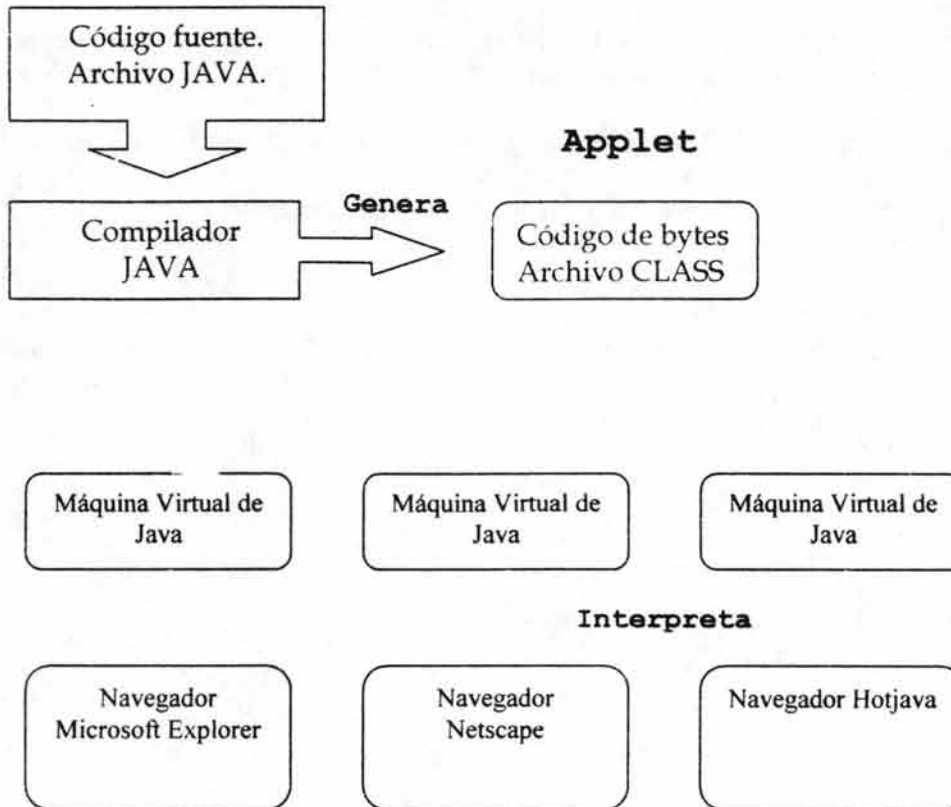 Código fuente.
Archivo JAVA.
Applet
Genera
Compilador
JAVA
Código de bytes
Archivo CLASS
Máquina Virtual de
Java
Máquina Virtual de
Java
Máquina Virtual de
Java
Interpreta
Navegador
Microsoft Explorer
Navegador
Netscape
Navegador Hotjava